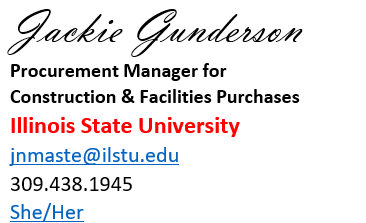 Jackie Gunderson
Procurement Manager for
Construction & Facilities Purchases
Illinois State University
jnmaste@ilstu.edu
309.438.1945
She/Her